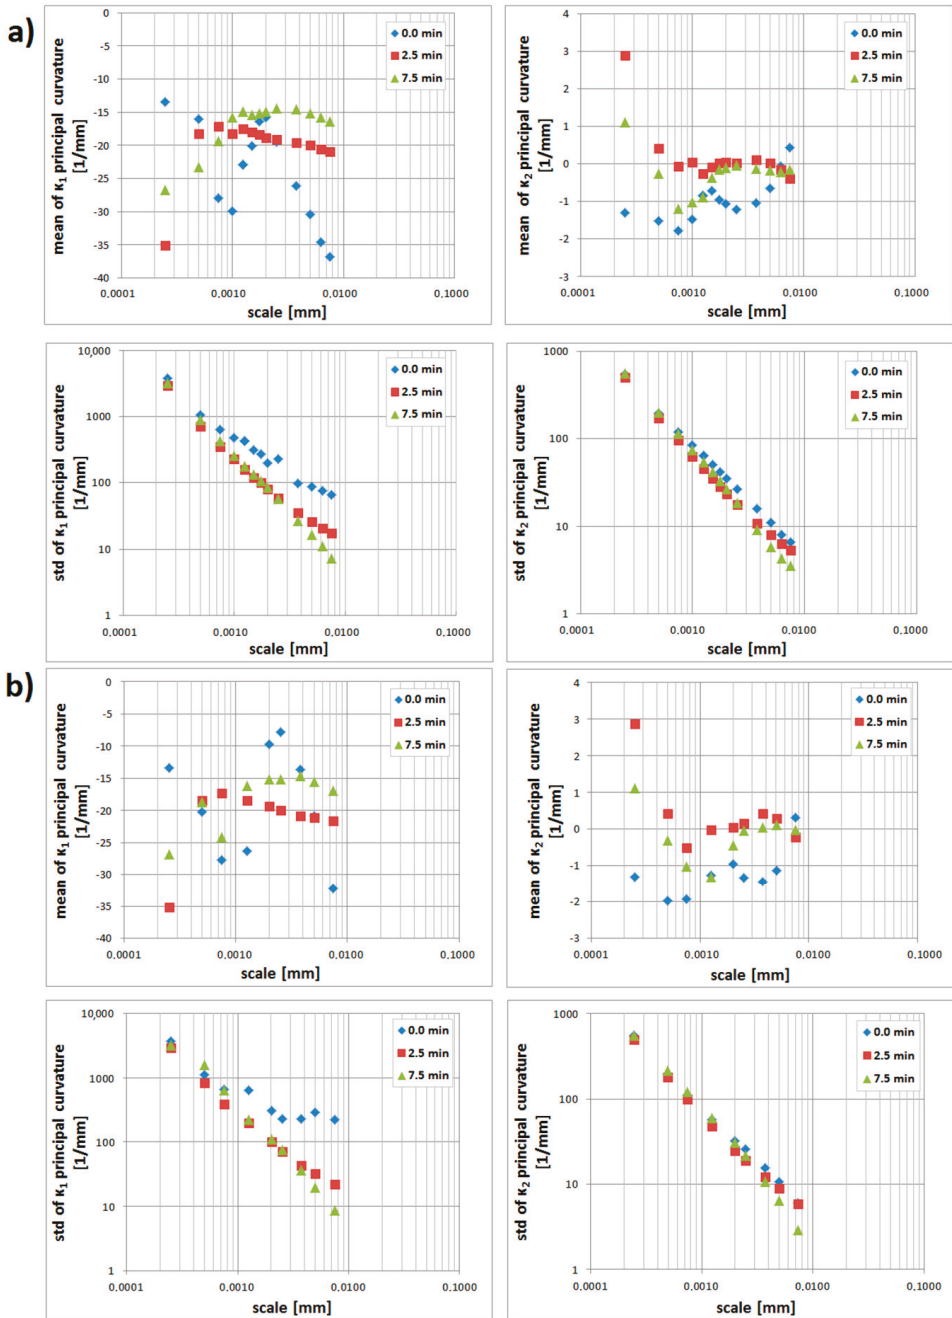 a)
mean of κ₁ principal curvature
[1/mm]
0
-5
-10
-15
-20
-25
-30
-35
-40
0.0001
0.0010
0.0100
0.1000
scale [mm]
0.0 min
2.5 min
7.5 min
mean of κ₂ principal curvature
[1/mm]
4
3
2
1
0
-1
-2
-3
0.0001
0.0010
0.0100
0.1000
scale [mm]
0.0 min
2.5 min
7.5 min
std of κ₁ principal curvature
[1/mm]
10,000
1000
100
10
1
0.0001
0.0010
0.0100
0.1000
scale [mm]
0.0 min
2.5 min
7.5 min
std of κ₂ principal curvature
[1/mm]
1000
100
10
1
0.0001
0.0010
0.0100
0.1000
scale [mm]
0.0 min
2.5 min
7.5 min
b)
mean of κ₁ principal curvature
[1/mm]
0
-5
-10
-15
-20
-25
-30
-35
-40
0.0001
0.0010
0.0100
0.1000
scale [mm]
0.0 min
2.5 min
7.5 min
mean of κ₂ principal curvature
[1/mm]
4
3
2
1
0
-1
-2
-3
0.0001
0.0010
0.0100
0.1000
scale [mm]
0.0 min
2.5 min
7.5 min
std of κ₁ principal curvature
[1/mm]
10,000
1000
100
10
1
0.0001
0.0010
0.0100
0.1000
scale [mm]
0.0 min
2.5 min
7.5 min
std of κ₂ principal curvature
[1/mm]
1000
100
10
1
0.0001
0.0010
0.0100
0.1000
scale [mm]
0.0 min
2.5 min
7.5 min